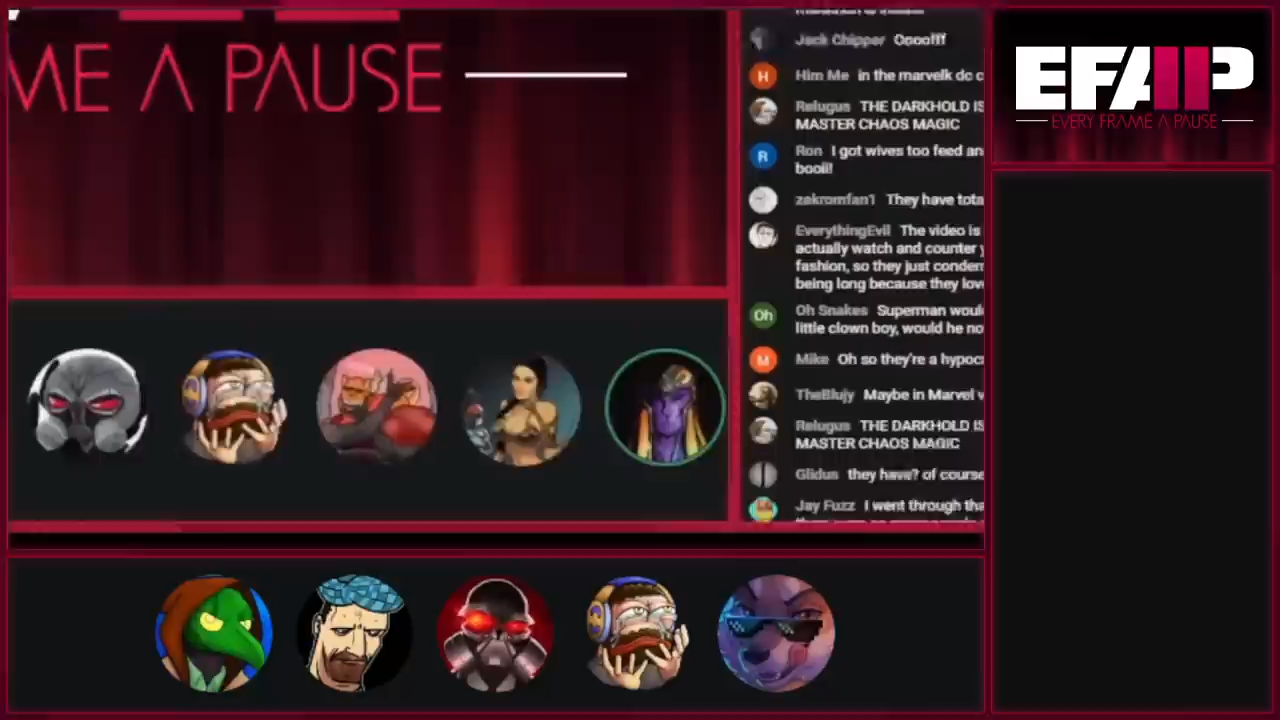 ME A PAUSE
Jack Chipper Oooofff
H Him Me in the marvelk dc c
Relugus THE DARKHOLD IS
MASTER CHAOS MAGIC
R Ron I got wives too feed an
booii!
zakromfan1 They have tota
EverythingEvil The video is
actually watch and counter y
fashion, so they just condem
being long because they love
Oh Oh Snakes Superman woul
little clown boy, would he no
M Mike Oh so they're a hypocr
TheBlujy Maybe in Marvel v
Relugus THE DARKHOLD IS
MASTER CHAOS MAGIC
Glidus they have? of course
Jay Fuzz I went through tha
EFAP
EVERY FRAME A PAUSE